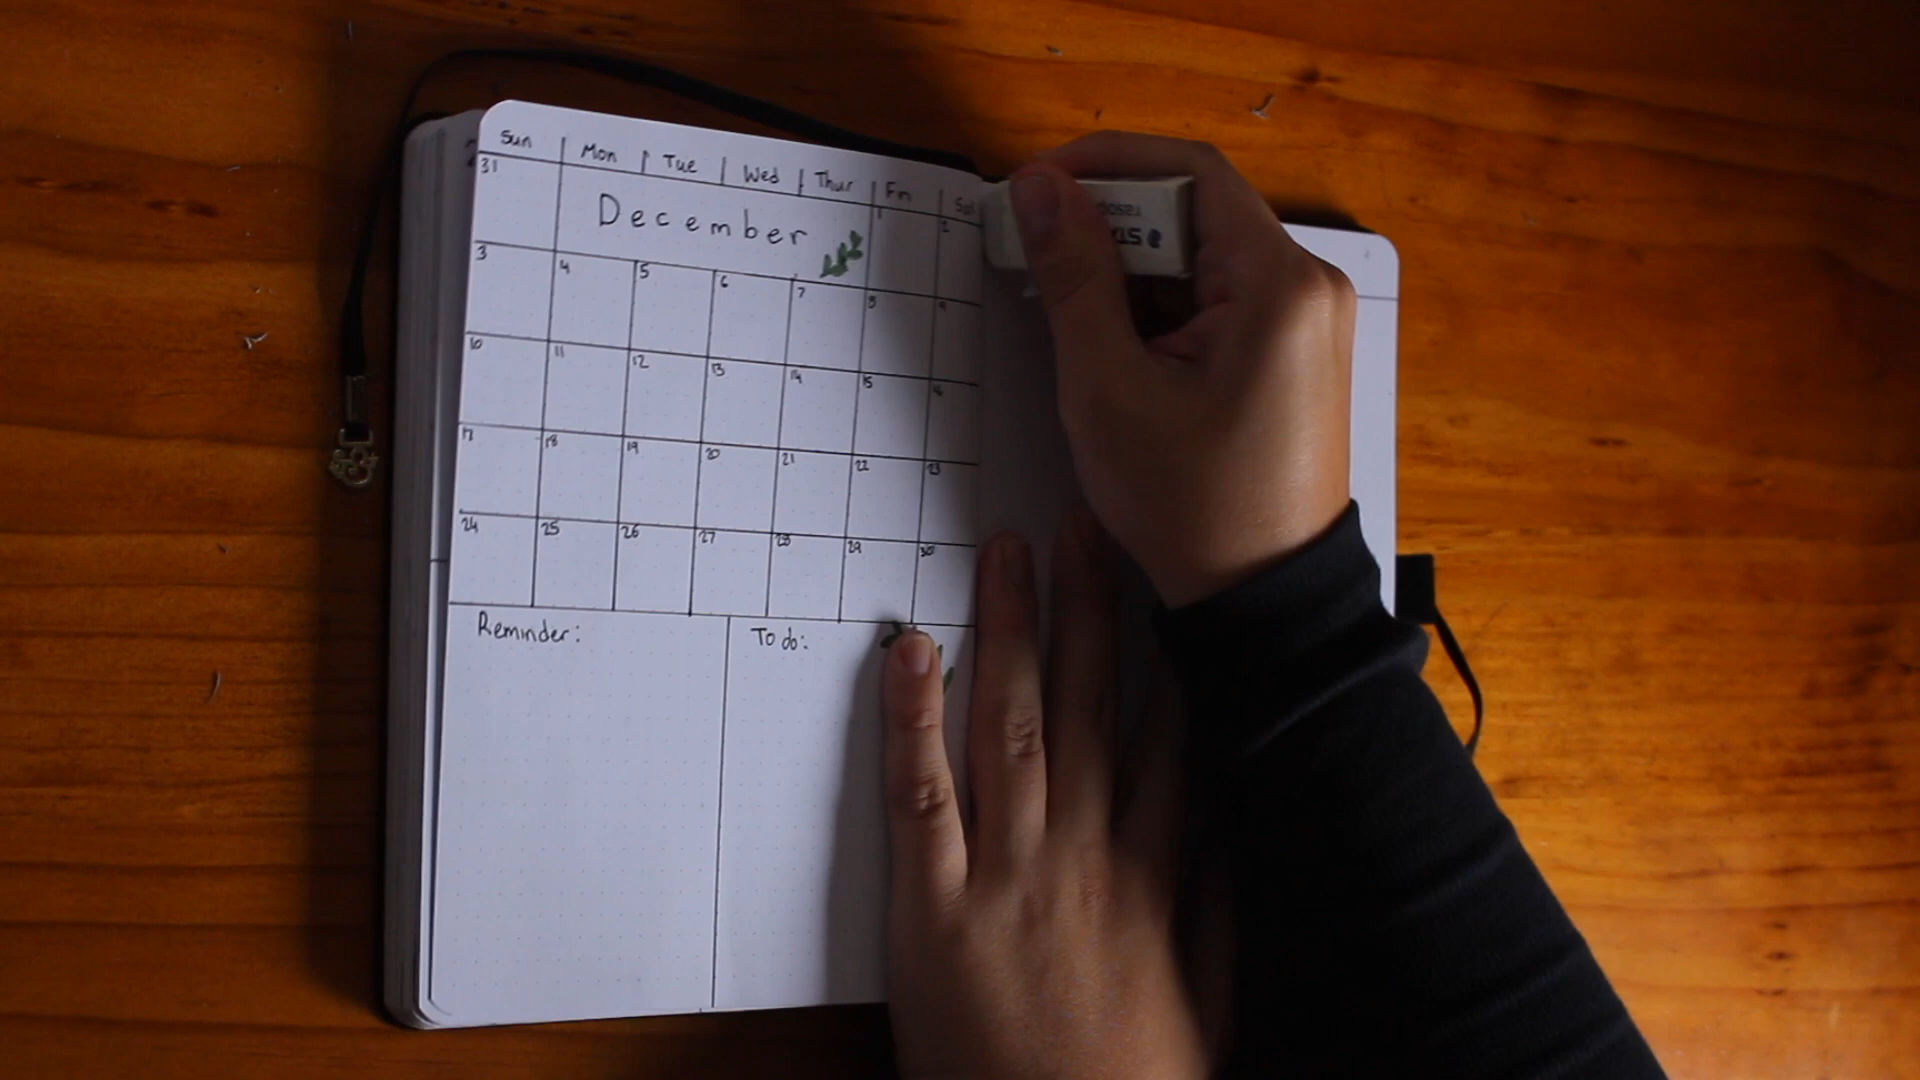 Sun Mon Tue Wed Thur Fri Sat
31 1 2
December
3 4 5 6 7 8 9
10 11 12 13 14 15 16
17 18 19 20 21 22 23
24 25 26 27 28 29 30
Reminder: To do: